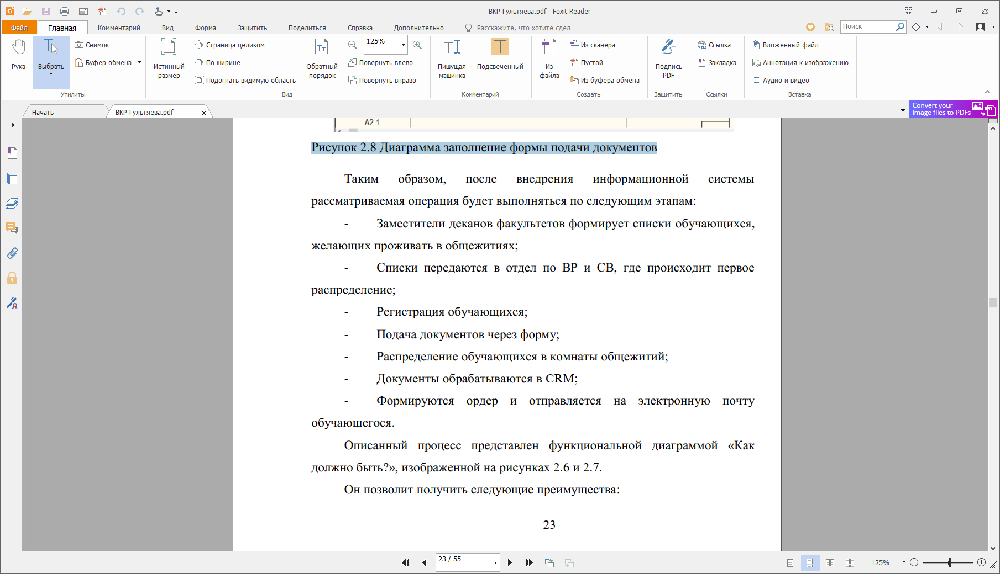 ВКР Гультяева.pdf - Foxit Reader
Файл Главная Комментарий Вид Форма Защитить Поделиться Справка Дополнительно Расскажите, что хотите сдел Поиск
Рука
Выбрать
Снимок
Буфер обмена
Утилиты
Истинный
размер
Страница целиком
По ширине
Подогнать видимую область
Обратный
порядок
125%
Повернуть влево
Повернуть вправо
Вид
Пишущая
машинка
Подсвеченный
Комментарий
Из
файла
Из сканера
Пустой
Из буфера обмена
Создать
Подпись
PDF
Защитить
Ссылка
Закладка
Ссылки
Вложенный файл
Аннотация к изображению
Аудио и видео
Вставка
Начать
ВКР Гультяева.pdf
Convert your
image files to PDFs
PDF
A2.1
Рисунок 2.8 Диаграмма заполнение формы подачи документов
Таким образом, после внедрения информационной системы
рассматриваемая операция будет выполняться по следующим этапам:
- Заместители деканов факультетов формирует списки обучающихся,
желающих проживать в общежитиях;
- Списки передаются в отдел по ВР и СВ, где происходит первое
распределение;
- Регистрация обучающихся;
- Подача документов через форму;
- Распределение обучающихся в комнаты общежитий;
- Документы обрабатываются в CRM;
- Формируются ордер и отправляется на электронную почту
обучающегося.
Описанный процесс представлен функциональной диаграммой «Как
должно быть?», изображенной на рисунках 2.6 и 2.7.
Он позволит получить следующие преимущества:
23
23 / 55
125%